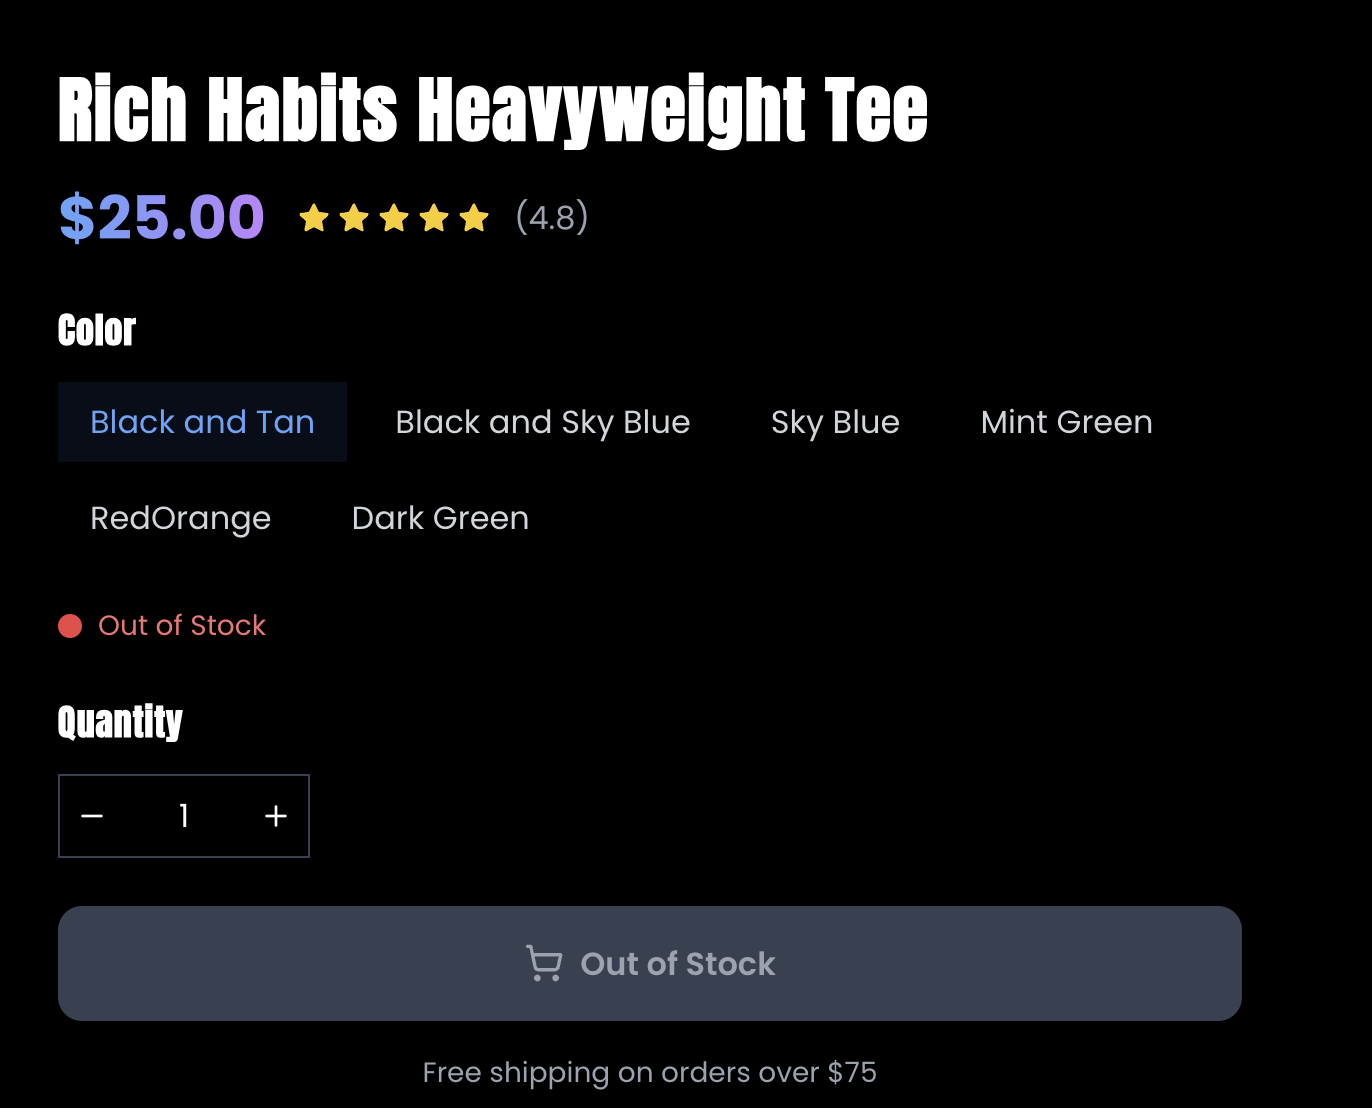 Rich Habits Heavyweight Tee
$25.00 (4.8)
Color
Black and Tan Black and Sky Blue Sky Blue Mint Green
RedOrange Dark Green
Out of Stock
Quantity
1
Out of Stock
Free shipping on orders over $75